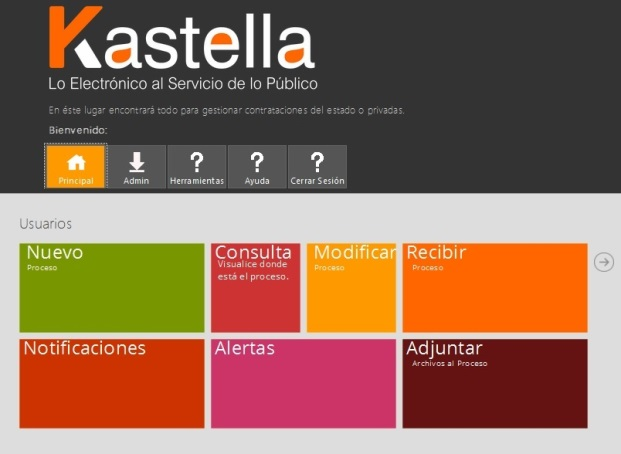 Kastella
Lo Electrónico al Servicio de lo Público
En éste lugar encontrará todo para gestionar contrataciones del estado o privadas.
Bienvenido:
Principal Admin Herramientas Ayuda Cerrar Sesión
Usuarios
Nuevo Consulta Modificar Recibir
Proceso Visualice donde Proceso Proceso
está el proceso.
Notificaciones Alertas Adjuntar
Archivos al Proceso